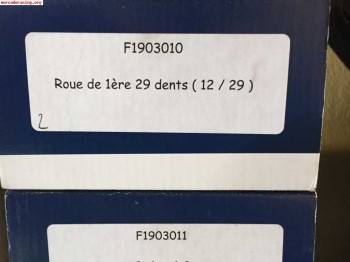 mercadoracing.org
F1903010
Roue de 1ère 29 dents ( 12 / 29 )
2
F1903011